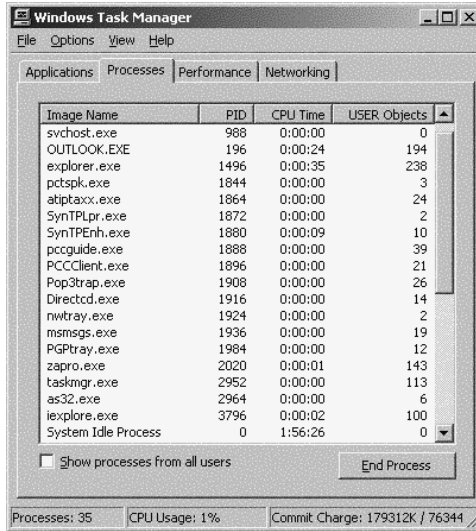 Windows Task Manager
File Options View Help
Applications Processes Performance Networking
Image Name PID CPU Time USER Objects
svchost.exe 988 0:00:00 0
OUTLOOK.EXE 196 0:00:24 194
explorer.exe 1496 0:00:35 238
pctspk.exe 1844 0:00:00 3
atiptaxx.exe 1864 0:00:00 24
SynTPLpr.exe 1872 0:00:00 2
SynTPEnh.exe 1880 0:00:09 10
pccguide.exe 1888 0:00:00 39
PCCClient.exe 1896 0:00:00 21
Pop3trap.exe 1908 0:00:00 26
Directcd.exe 1916 0:00:00 14
nwtray.exe 1924 0:00:00 2
msmsgs.exe 1936 0:00:00 19
PGPtray.exe 1984 0:00:00 12
zapro.exe 2020 0:00:01 143
taskmgr.exe 2952 0:00:00 113
as32.exe 2964 0:00:00 6
iexplore.exe 3796 0:00:02 100
System Idle Process 0 1:56:26 0
Show processes from all users End Process
Processes: 35 CPU Usage: 1% Commit Charge: 179312K / 76344